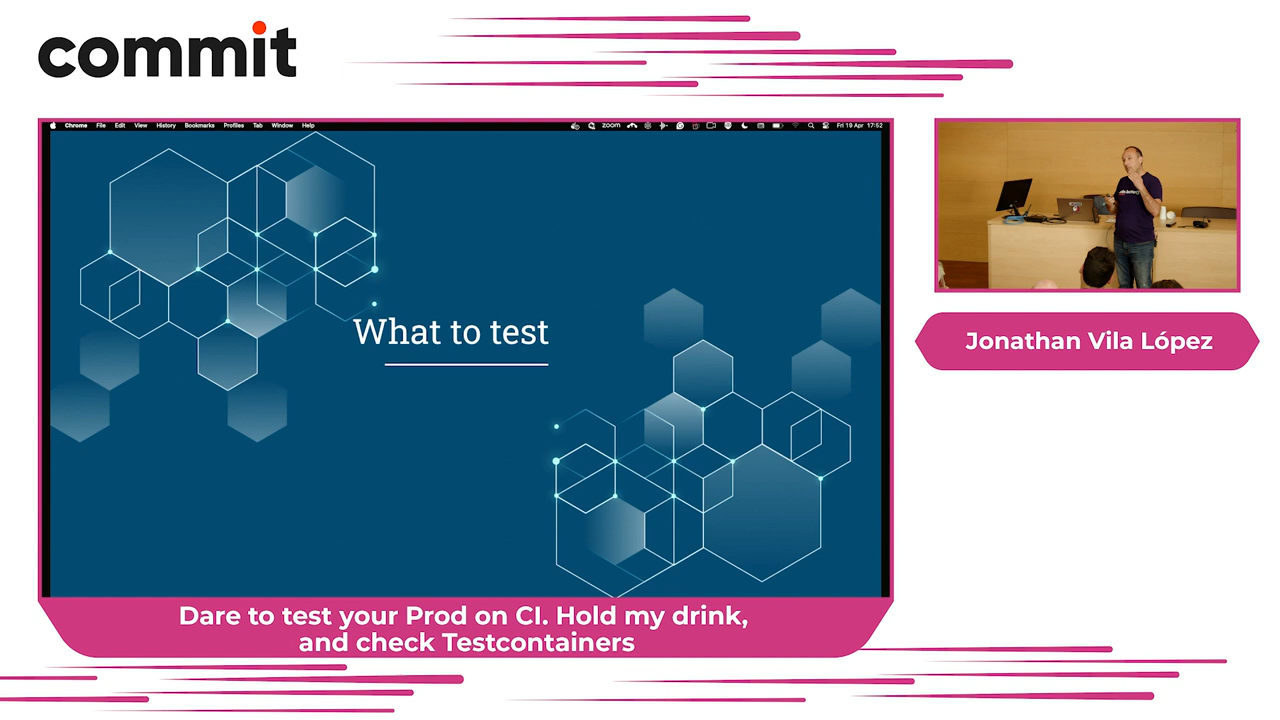 commit
Chrome File Edit View History Bookmarks Profiles Tab Window Help
zoom
Fri 19 Apr 17:52
What to test
Jonathan Vila López
Dare to test your Prod on CI. Hold my drink,
and check Testcontainers